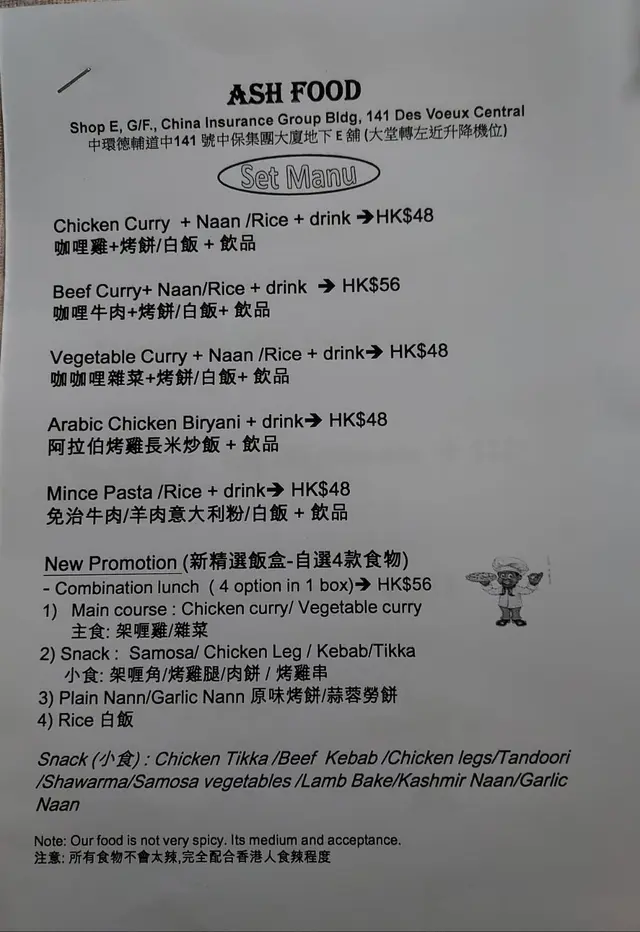 ASH FOOD
Shop E, G/F., China Insurance Group Bldg, 141 Des Voeux Central
中環德輔道中141 號中保集團大廈地下 E 舖 (大堂轉左近升降機位)
Set Manu
Chicken Curry + Naan /Rice + drink ➔HK$48
咖哩雞+烤餅/白飯 + 飲品
Beef Curry+ Naan/Rice + drink ➔ HK$56
咖哩牛肉+烤餅/白飯+ 飲品
Vegetable Curry + Naan /Rice + drink➔ HK$48
咖咖哩雜菜+烤餅/白飯+ 飲品
Arabic Chicken Biryani + drink➔ HK$48
阿拉伯烤雞長米炒飯 + 飲品
Mince Pasta /Rice + drink➔ HK$48
免治牛肉/羊肉意大利粉/白飯 + 飲品
New Promotion (新精選飯盒-自選4款食物)
- Combination lunch ( 4 option in 1 box)➔ HK$56
1) Main course : Chicken curry/ Vegetable curry
主食: 架喱雞/雜菜
2) Snack : Samosa/ Chicken Leg / Kebab/Tikka
小食: 架喱角/烤雞腿/肉餅 / 烤雞串
3) Plain Nann/Garlic Nann 原味烤餅/蒜蓉勞餅
4) Rice 白飯
Snack (小食) : Chicken Tikka /Beef Kebab /Chicken legs/Tandoori
/Shawarma/Samosa vegetables /Lamb Bake/Kashmir Naan/Garlic
Naan
Note: Our food is not very spicy. Its medium and acceptance.
注意: 所有食物不會太辣,完全配合香港人食辣程度